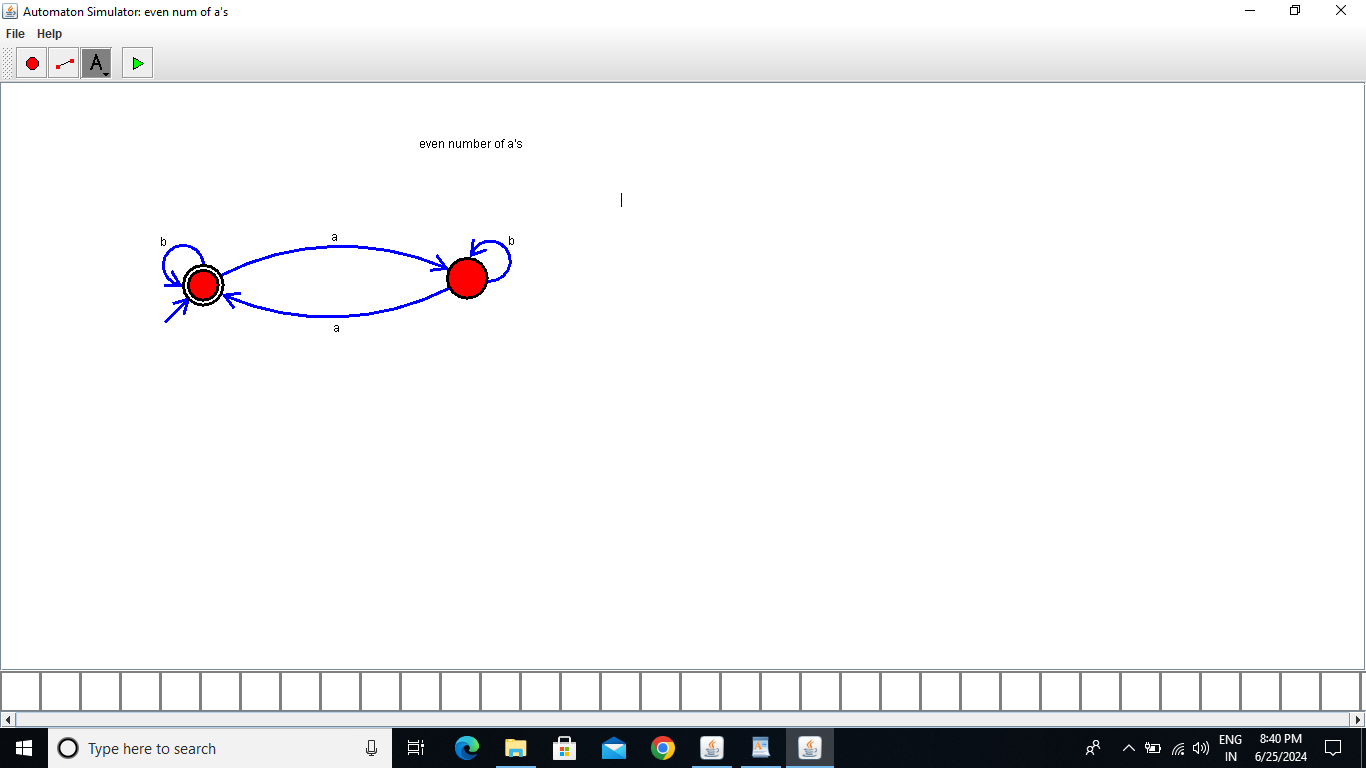 Automaton Simulator: even num of a's
File Help
A
even number of a's
b
a
b
a
Type here to search
ENG
IN
8:40 PM
6/25/2024